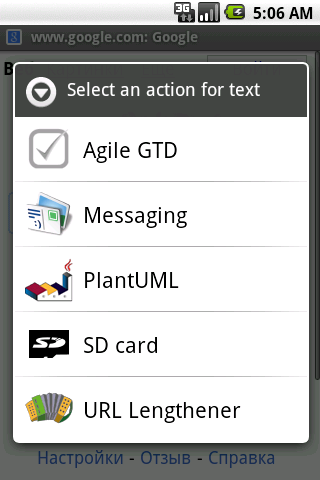 3G 5:06 AM
www.google.com: Google
Select an action for text
Agile GTD
Messaging
PlantUML
SD card
URL Lengthener
Настройки - Отзыв - Справка